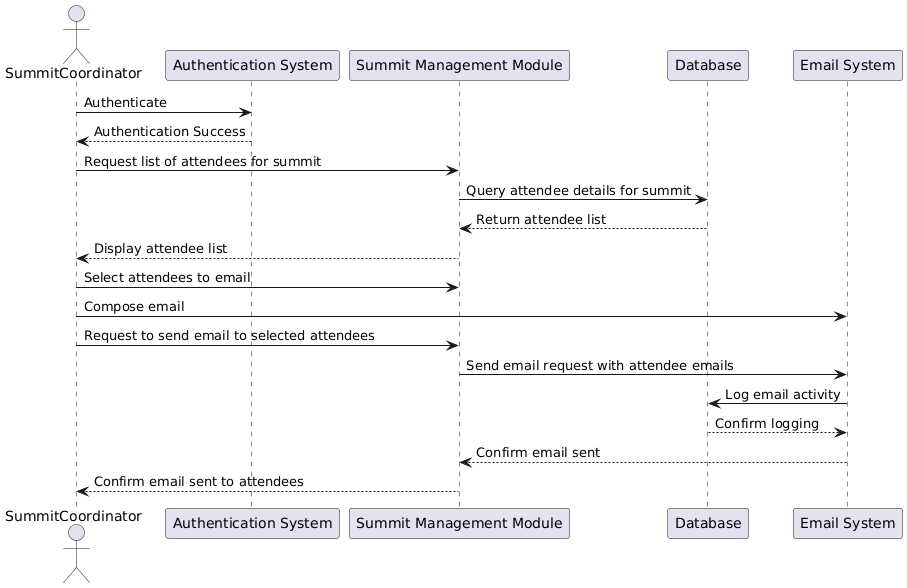 SummitCoordinator
Authentication System
Summit Management Module
Database
Email System
Authenticate
Authentication Success
Request list of attendees for summit
Query attendee details for summit
Return attendee list
Display attendee list
Select attendees to email
Compose email
Request to send email to selected attendees
Send email request with attendee emails
Log email activity
Confirm logging
Confirm email sent
Confirm email sent to attendees
SummitCoordinator
Authentication System
Summit Management Module
Database
Email System